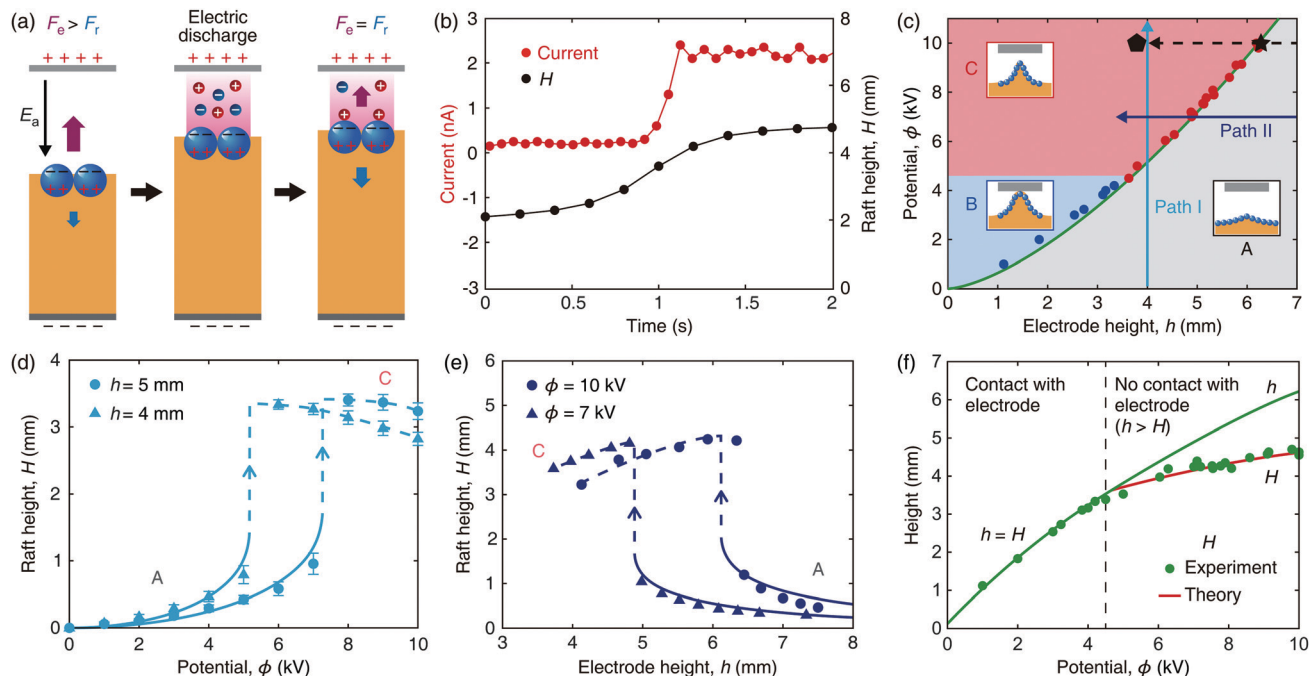 (a)
Fe > Fr
Electric
discharge
Fe = Fr
+ + + +
+ + + +
+ + + +
Ea
– – – –
– – – –
(b)
Current
H
Current (nA)
3
2
1
0
-1
-2
-3
Raft height, H (mm)
8
6
4
2
0
0
0.5
1
1.5
2
Time (s)
(c)
C
B
A
Path I
Path II
Potential, ϕ (kV)
10
8
6
4
2
0
0
1
2
3
4
5
6
7
Electrode height, h (mm)
(d)
h = 5 mm
h = 4 mm
C
A
Raft height, H (mm)
4
3
2
1
0
0
2
4
6
8
10
Potential, ϕ (kV)
(e)
ϕ = 10 kV
ϕ = 7 kV
C
A
Raft height, H (mm)
6
5
4
3
2
1
0
3
4
5
6
7
8
Electrode height, h (mm)
(f)
Contact with
electrode
No contact with
electrode
(h > H)
h
H
h = H
H
Experiment
Theory
Height (mm)
7
6
5
4
3
2
1
0
0
2
4
6
8
10
Potential, ϕ (kV)